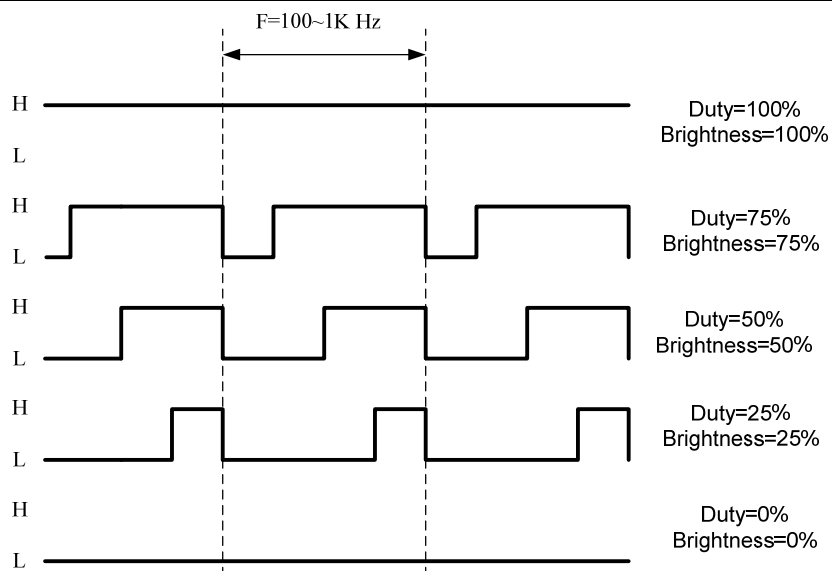 F=100~1K Hz
H
Duty=100%
Brightness=100%
L
H
Duty=75%
Brightness=75%
L
H
Duty=50%
Brightness=50%
L
H
Duty=25%
Brightness=25%
L
H
Duty=0%
Brightness=0%
L